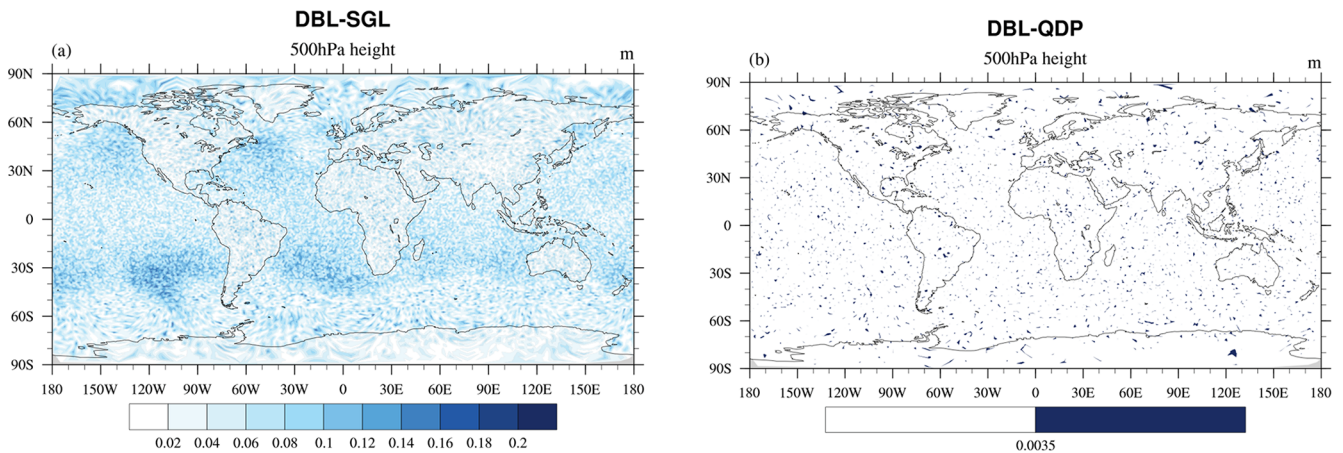 DBL-SGL
(a)
500hPa height
m
90N
60N
30N
0
30S
60S
90S
180 150W 120W 90W 60W 30W 0 30E 60E 90E 120E 150E 180
0.02 0.04 0.06 0.08 0.1 0.12 0.14 0.16 0.18 0.2
DBL-QDP
(b)
500hPa height
m
90N
60N
30N
0
30S
60S
90S
180 150W 120W 90W 60W 30W 0 30E 60E 90E 120E 150E 180
0.0035